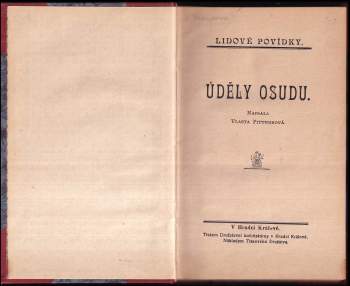 LIDOVÉ POVÍDKY.
ÚDĚLY OSUDU.
NAPSALA
VLASTA PITTNEROVÁ.
V Hradci Králové.
Tiskem Družstevní knihtiskárny v Hradci Králové.
Nákladem Tiskového Družstva.